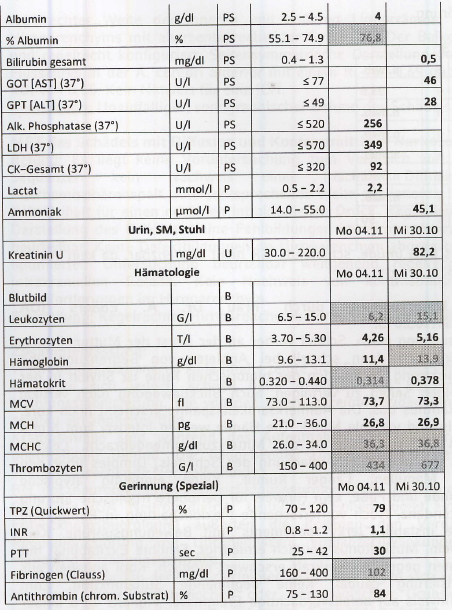 Albumin g/dl PS 2.5 – 4.5 4
% Albumin % PS 55.1 – 74.9 76,8
Bilirubin gesamt mg/dl PS 0.4 – 1.3 0,5
GOT [AST] (37°) U/l PS ≤ 77 46
GPT [ALT] (37°) U/l PS ≤ 49 28
Alk. Phosphatase (37°) U/l PS ≤ 520 256
LDH (37°) U/l PS ≤ 570 349
CK–Gesamt (37°) U/l PS ≤ 320 92
Lactat mmol/l P 0.5 – 2.2 2,2
Ammoniak µmol/l P 14.0 – 55.0 45,1
Urin, SM, Stuhl Mo 04.11 Mi 30.10
Kreatinin U mg/dl U 30.0 – 220.0 82,2
Hämatologie Mo 04.11 Mi 30.10
Blutbild B
Leukozyten G/l B 6.5 – 15.0 6,2 15,1
Erythrozyten T/l B 3.70 – 5.30 4,26 5,16
Hämoglobin g/dl B 9.6 – 13.1 11,4 13,9
Hämatokrit B 0.320 – 0.440 0,314 0,378
MCV fl B 73.0 – 113.0 73,7 73,3
MCH pg B 21.0 – 36.0 26,8 26,9
MCHC g/dl B 26.0 – 34.0 36,3 36,8
Thrombozyten G/l B 150 – 400 434 677
Gerinnung (Spezial) Mo 04.11 Mi 30.10
TPZ (Quickwert) % P 70 – 120 79
INR P 0.8 – 1.2 1,1
PTT sec P 25 – 42 30
Fibrinogen (Clauss) mg/dl P 160 – 400 102
Antithrombin (chrom. Substrat) % P 75 – 130 84